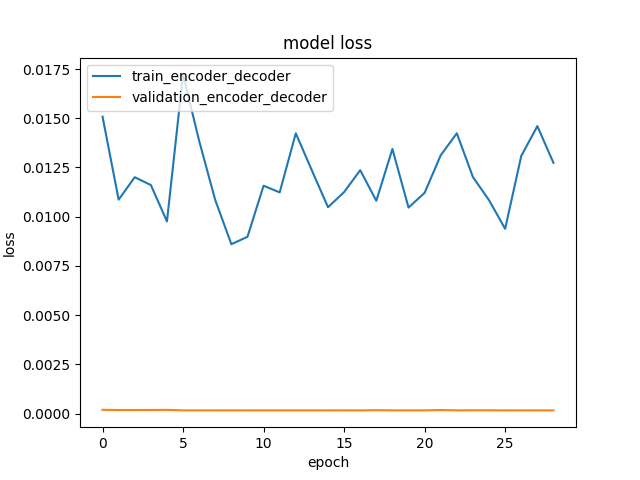 model loss
train_encoder_decoder
validation_encoder_decoder
0.0175
0.0150
0.0125
0.0100
0.0075
0.0050
0.0025
0.0000
loss
0 5 10 15 20 25
epoch